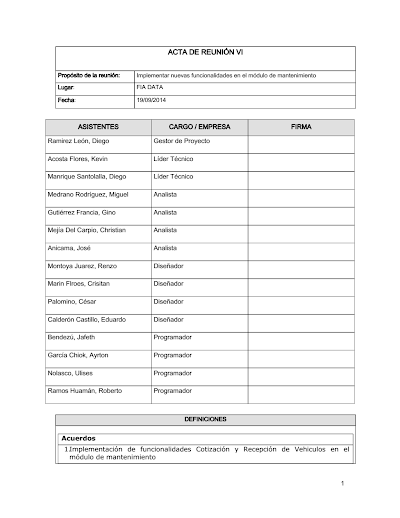 ACTA DE REUNIÓN VI
Propósito de la reunión: Implementar nuevas funcionalidades en el módulo de mantenimiento
Lugar: FIA DATA
Fecha: 19/09/2014
ASISTENTES CARGO / EMPRESA FIRMA
Ramírez León, Diego Gestor de Proyecto
Acosta Flores, Kevin Líder Técnico
Manrique Santolalla, Diego Líder Técnico
Medrano Rodríguez, Miguel Analista
Gutiérrez Francia, Gino Analista
Mejía Del Carpio, Christian Analista
Anicama, José Analista
Montoya Juarez, Renzo Diseñador
Marín Flroes, Crisitan Diseñador
Palomino, César Diseñador
Calderón Castillo, Eduardo Diseñador
Bendezú, Jafeth Programador
García Chiok, Ayrton Programador
Nolasco, Ulises Programador
Ramos Huamán, Roberto Programador
DEFINICIONES
Acuerdos
1.Implementación de funcionalidades Cotización y Recepción de Vehiculos en el
módulo de mantenimiento
1